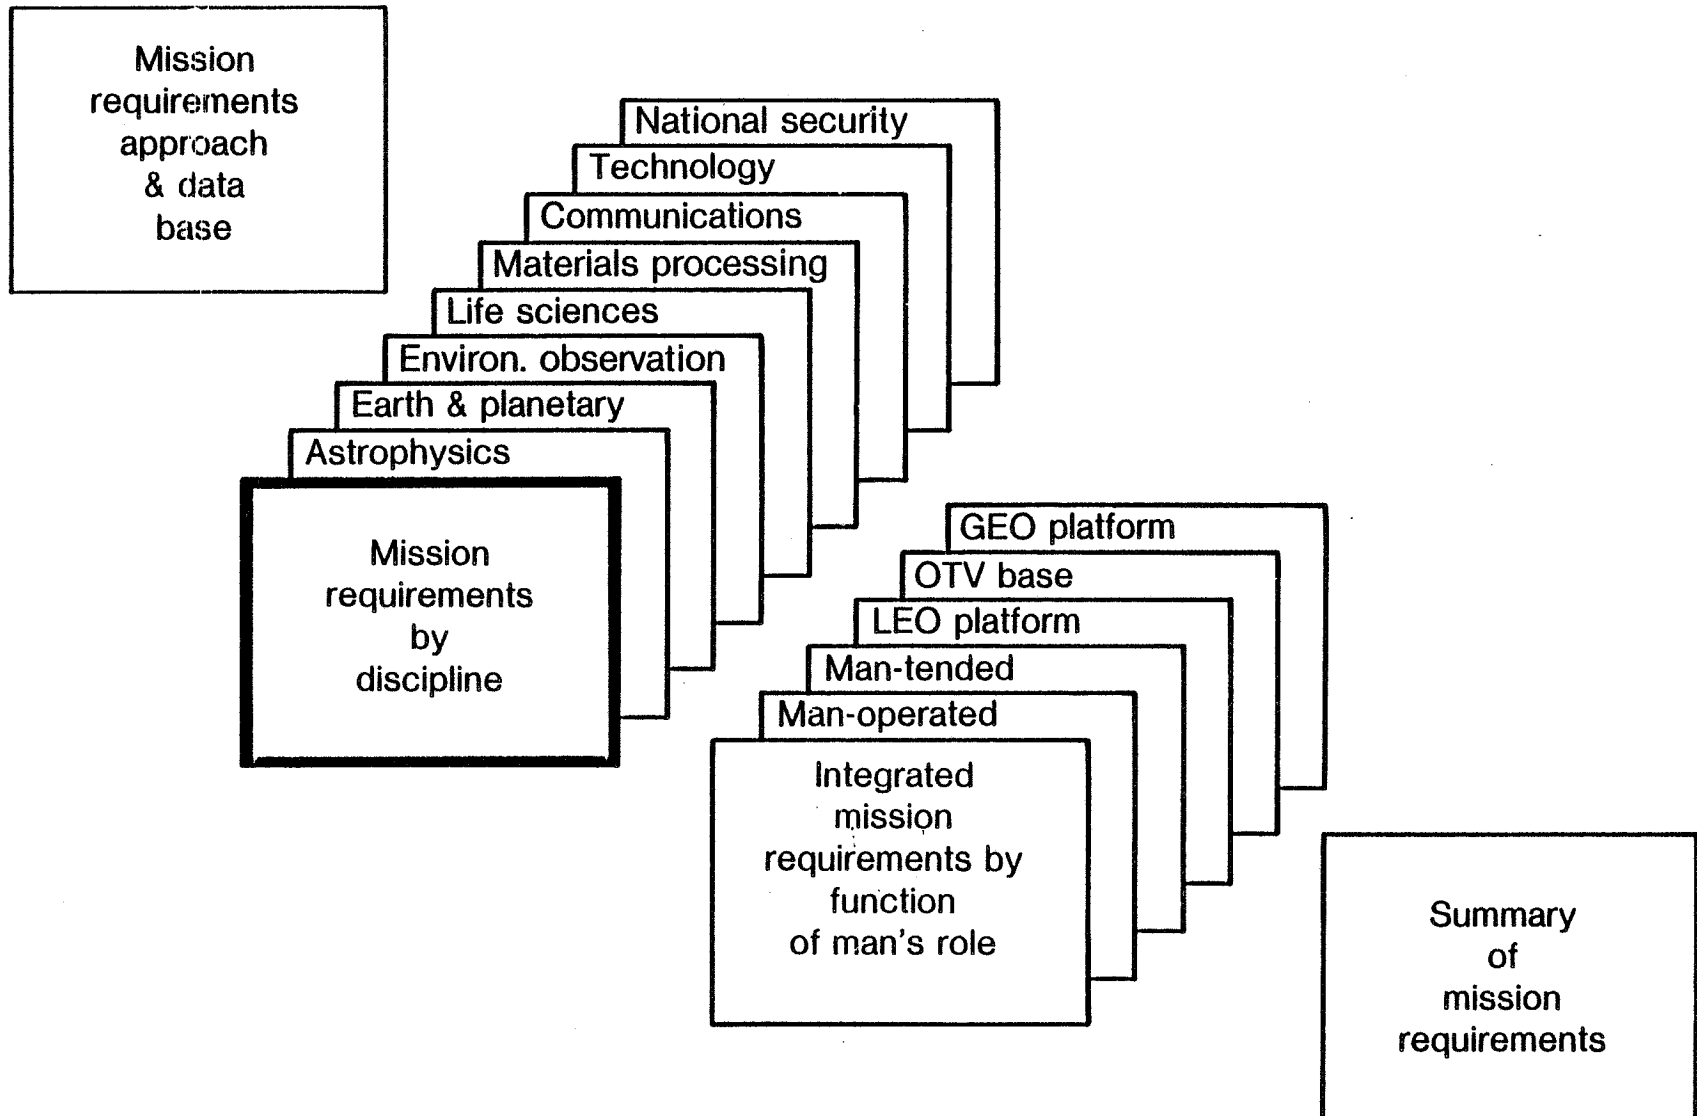 Mission
requirements
approach
& data
base
National security
Technology
Communications
Materials processing
Life sciences
Environ. observation
Earth & planetary
Astrophysics
Mission
requirements
by
discipline
GEO platform
OTV base
LEO platform
Man-tended
Man-operated
Integrated
mission
requirements by
function
of man's role
Summary
of
mission
requirements